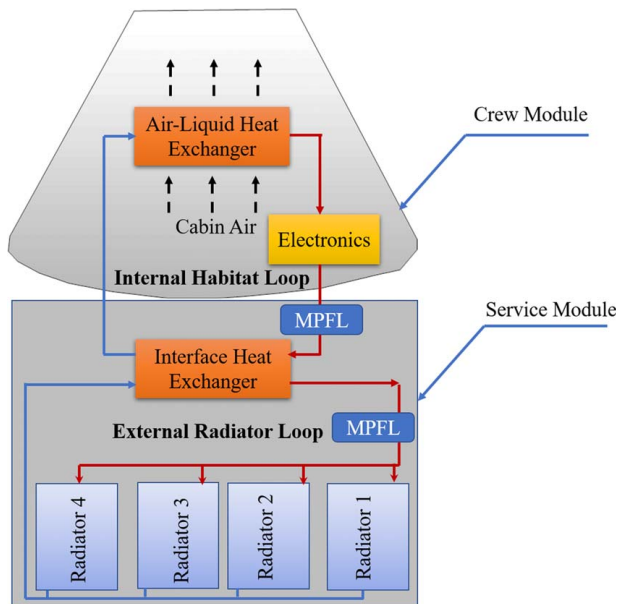 Air-Liquid Heat
Exchanger
Crew Module
Cabin Air
Electronics
Internal Habitat Loop
MPFL
Service Module
Interface Heat
Exchanger
External Radiator Loop
MPFL
Radiator 4
Radiator 3
Radiator 2
Radiator 1